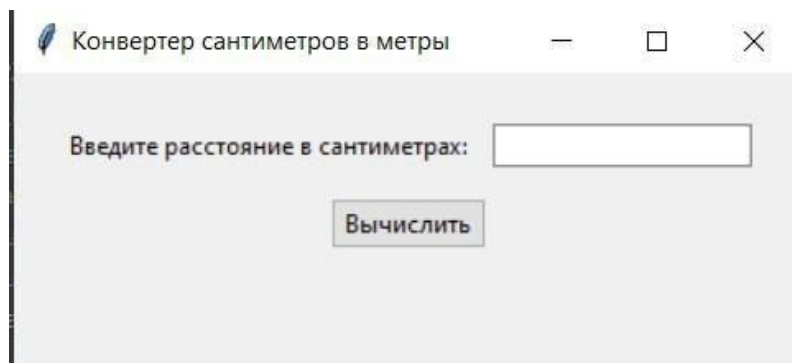 Конвертер сантиметров в метры
Введите расстояние в сантиметрах:
Вычислить